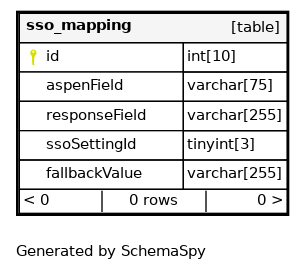 sso_mapping [table]
id int[10]
aspenField varchar[75]
responseField varchar[255]
ssoSettingId tinyint[3]
fallbackValue varchar[255]
< 0 0 rows 0 >
Generated by SchemaSpy